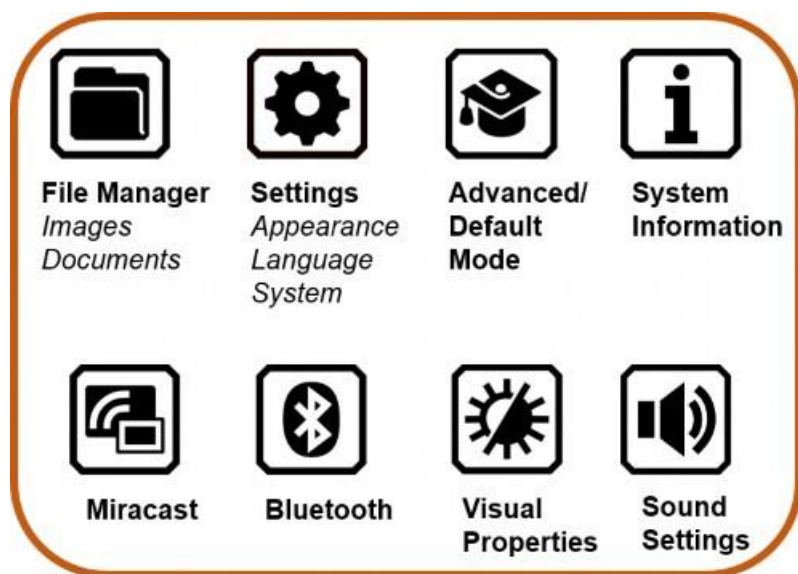 File Manager
Images
Documents
Settings
Appearance
Language
System
Advanced/
Default
Mode
System
Information
Miracast
Bluetooth
Visual
Properties
Sound
Settings